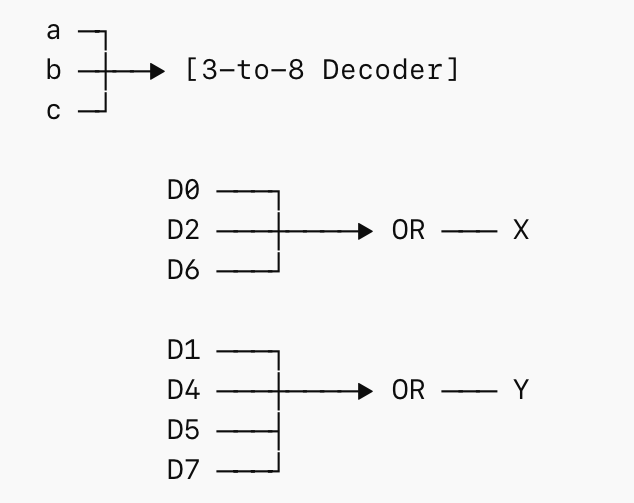 a
b [3-to-8 Decoder]
c
D0
D2 OR X
D6
D1
D4 OR Y
D5
D7